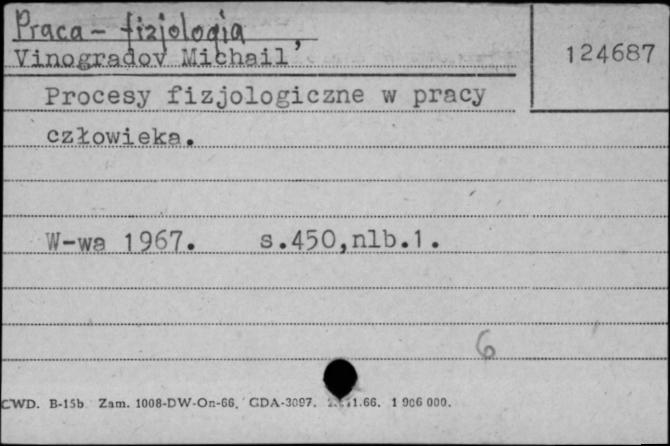 Praca - fizjologia
Vinogradov Michail
124687
Procesy fizjologiczne w pracy
człowieka.
W-wa 1967. s.450,nlb.1.
6
CWD. B-15b. Zam. 1008-DW-On-66. GDA-3097. 1 906 000.